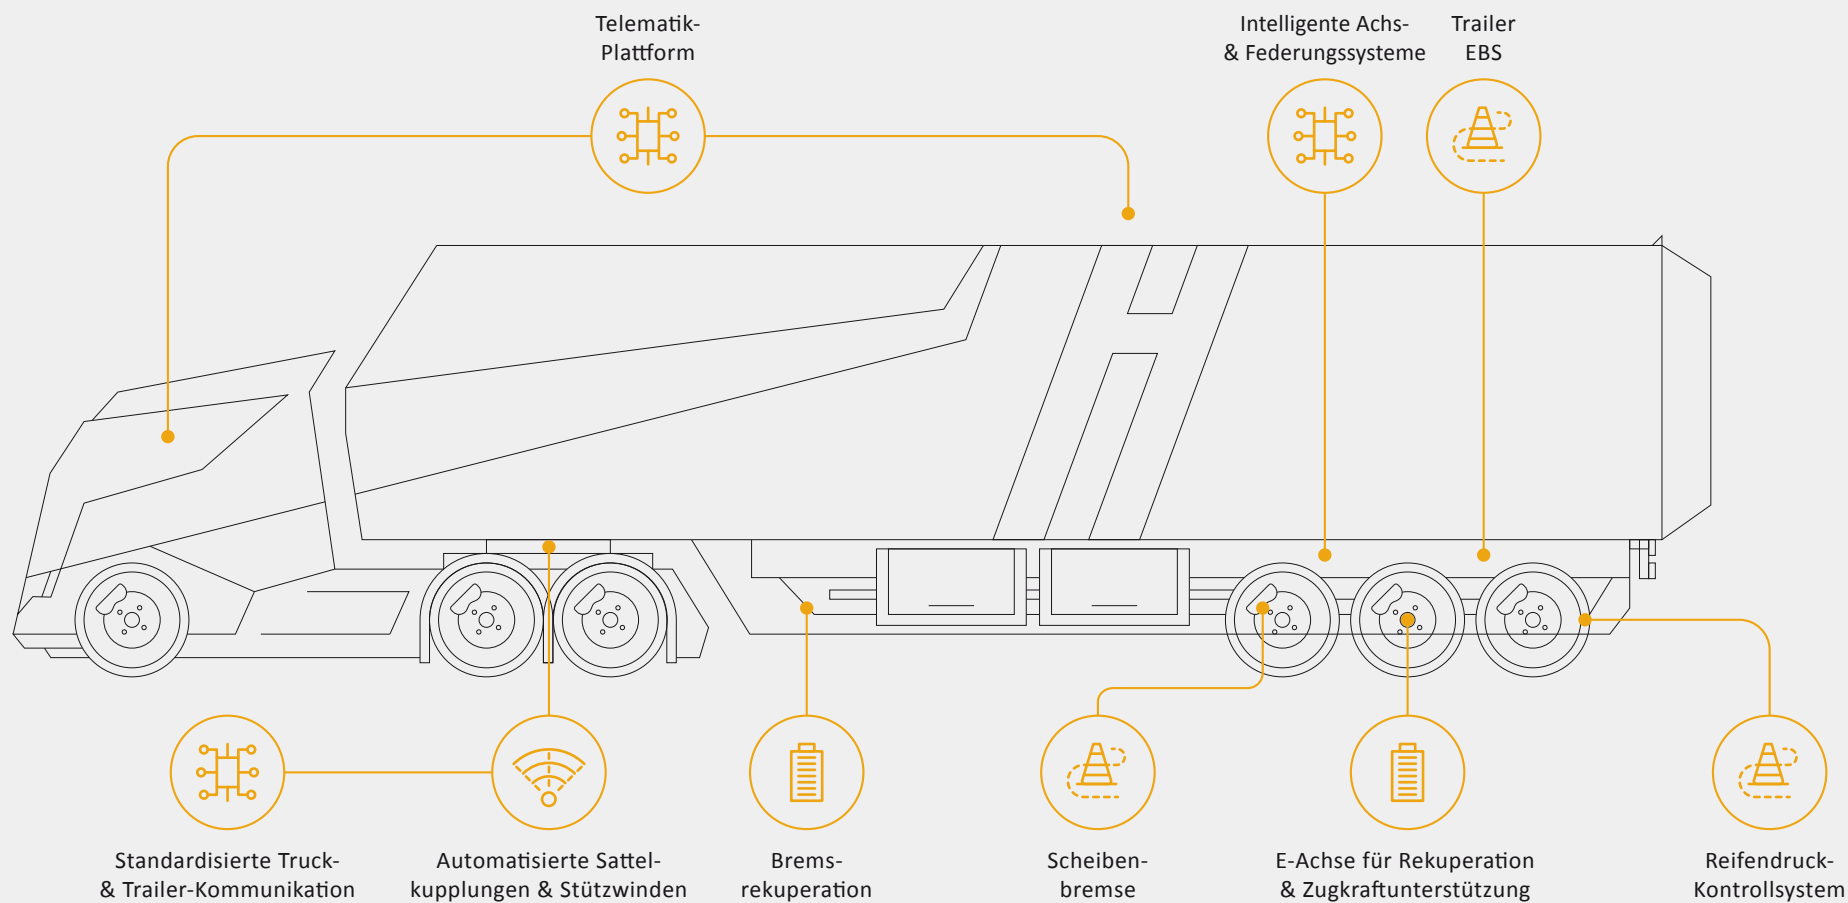 Telematik-
Plattform
Intelligente Achs-
& Federungssysteme
Trailer
EBS
Standardisierte Truck-
& Trailer-Kommunikation
Automatisierte Sattel-
kupplungen & Stützwinden
Brems-
rekuperation
Scheiben-
bremse
E-Achse für Rekuperation
& Zugkraftunterstützung
Reifendruck-
Kontrollsystem